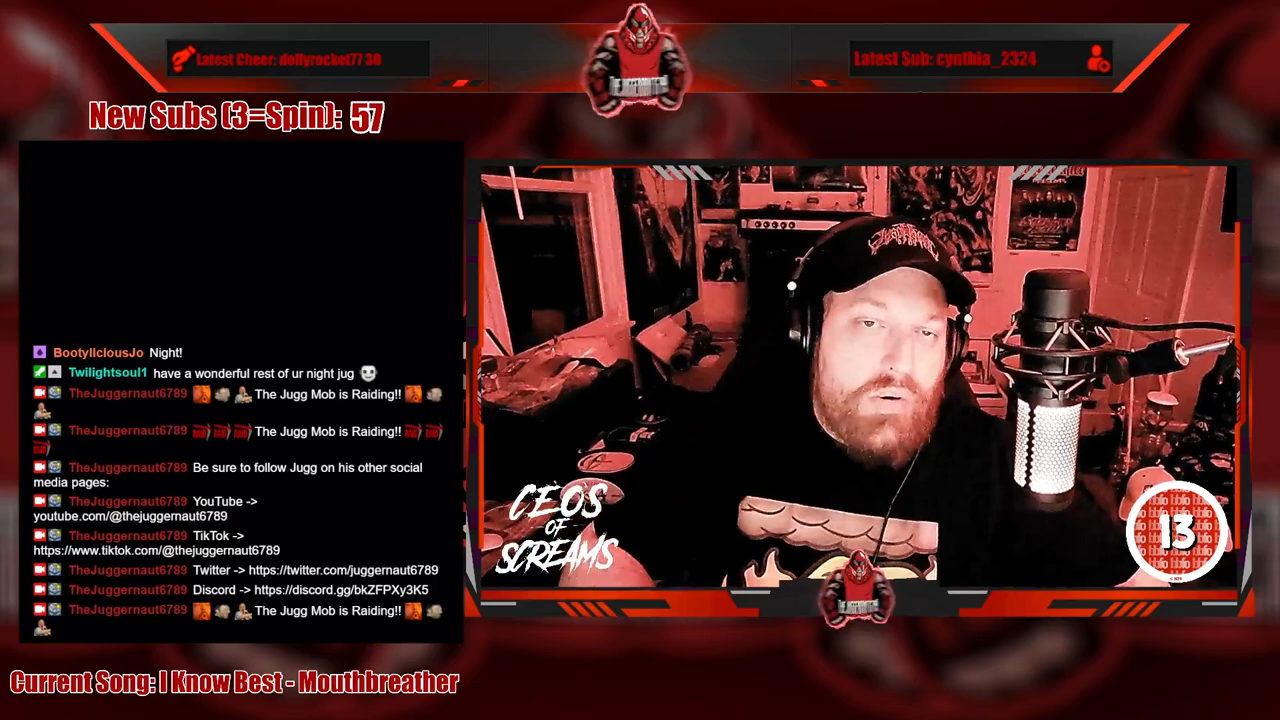 Latest Cheer: dollyrocket77 30
Latest Sub: cynthia_2324
New Subs (3=Spin): 57
BootyliciousJo Night!
Twilightsoul1 have a wonderful rest of ur night jug
TheJuggernaut6789 The Jugg Mob is Raiding!!
TheJuggernaut6789 The Jugg Mob is Raiding!!
TheJuggernaut6789 Be sure to follow Jugg on his other social
media pages:
TheJuggernaut6789 YouTube ->
youtube.com/@thejuggernaut6789
TheJuggernaut6789 TikTok ->
https://www.tiktok.com/@thejuggernaut6789
TheJuggernaut6789 Twitter -> https://twitter.com/juggernaut6789
TheJuggernaut6789 Discord -> https://discord.gg/bkZFPXy3K5
TheJuggernaut6789 The Jugg Mob is Raiding!!
CEOS
OF
SCREAMS
13
Current Song: I Know Best - Mouthbreather